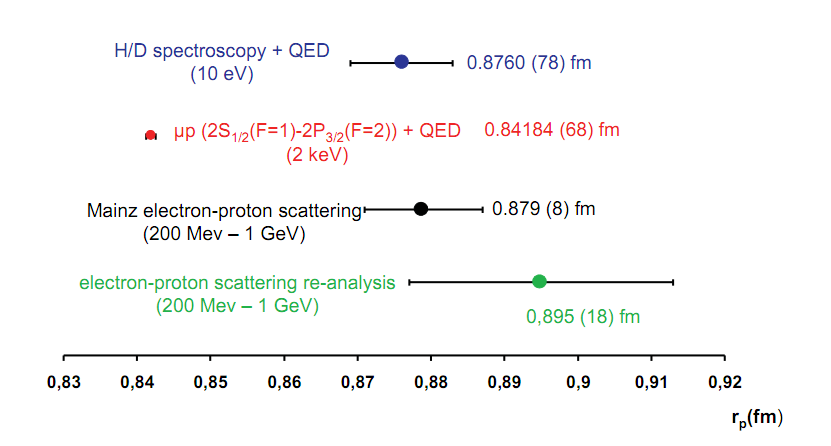 H/D spectroscopy + QED
(10 eV)
0.8760 (78) fm
µp (2S1/2(F=1)-2P3/2(F=2)) + QED
(2 keV)
0.84184 (68) fm
Mainz electron-proton scattering
(200 Mev – 1 GeV)
0.879 (8) fm
electron-proton scattering re-analysis
(200 Mev – 1 GeV)
0,895 (18) fm
0,83 0,84 0,85 0,86 0,87 0,88 0,89 0,9 0,91 0,92
rp(fm)